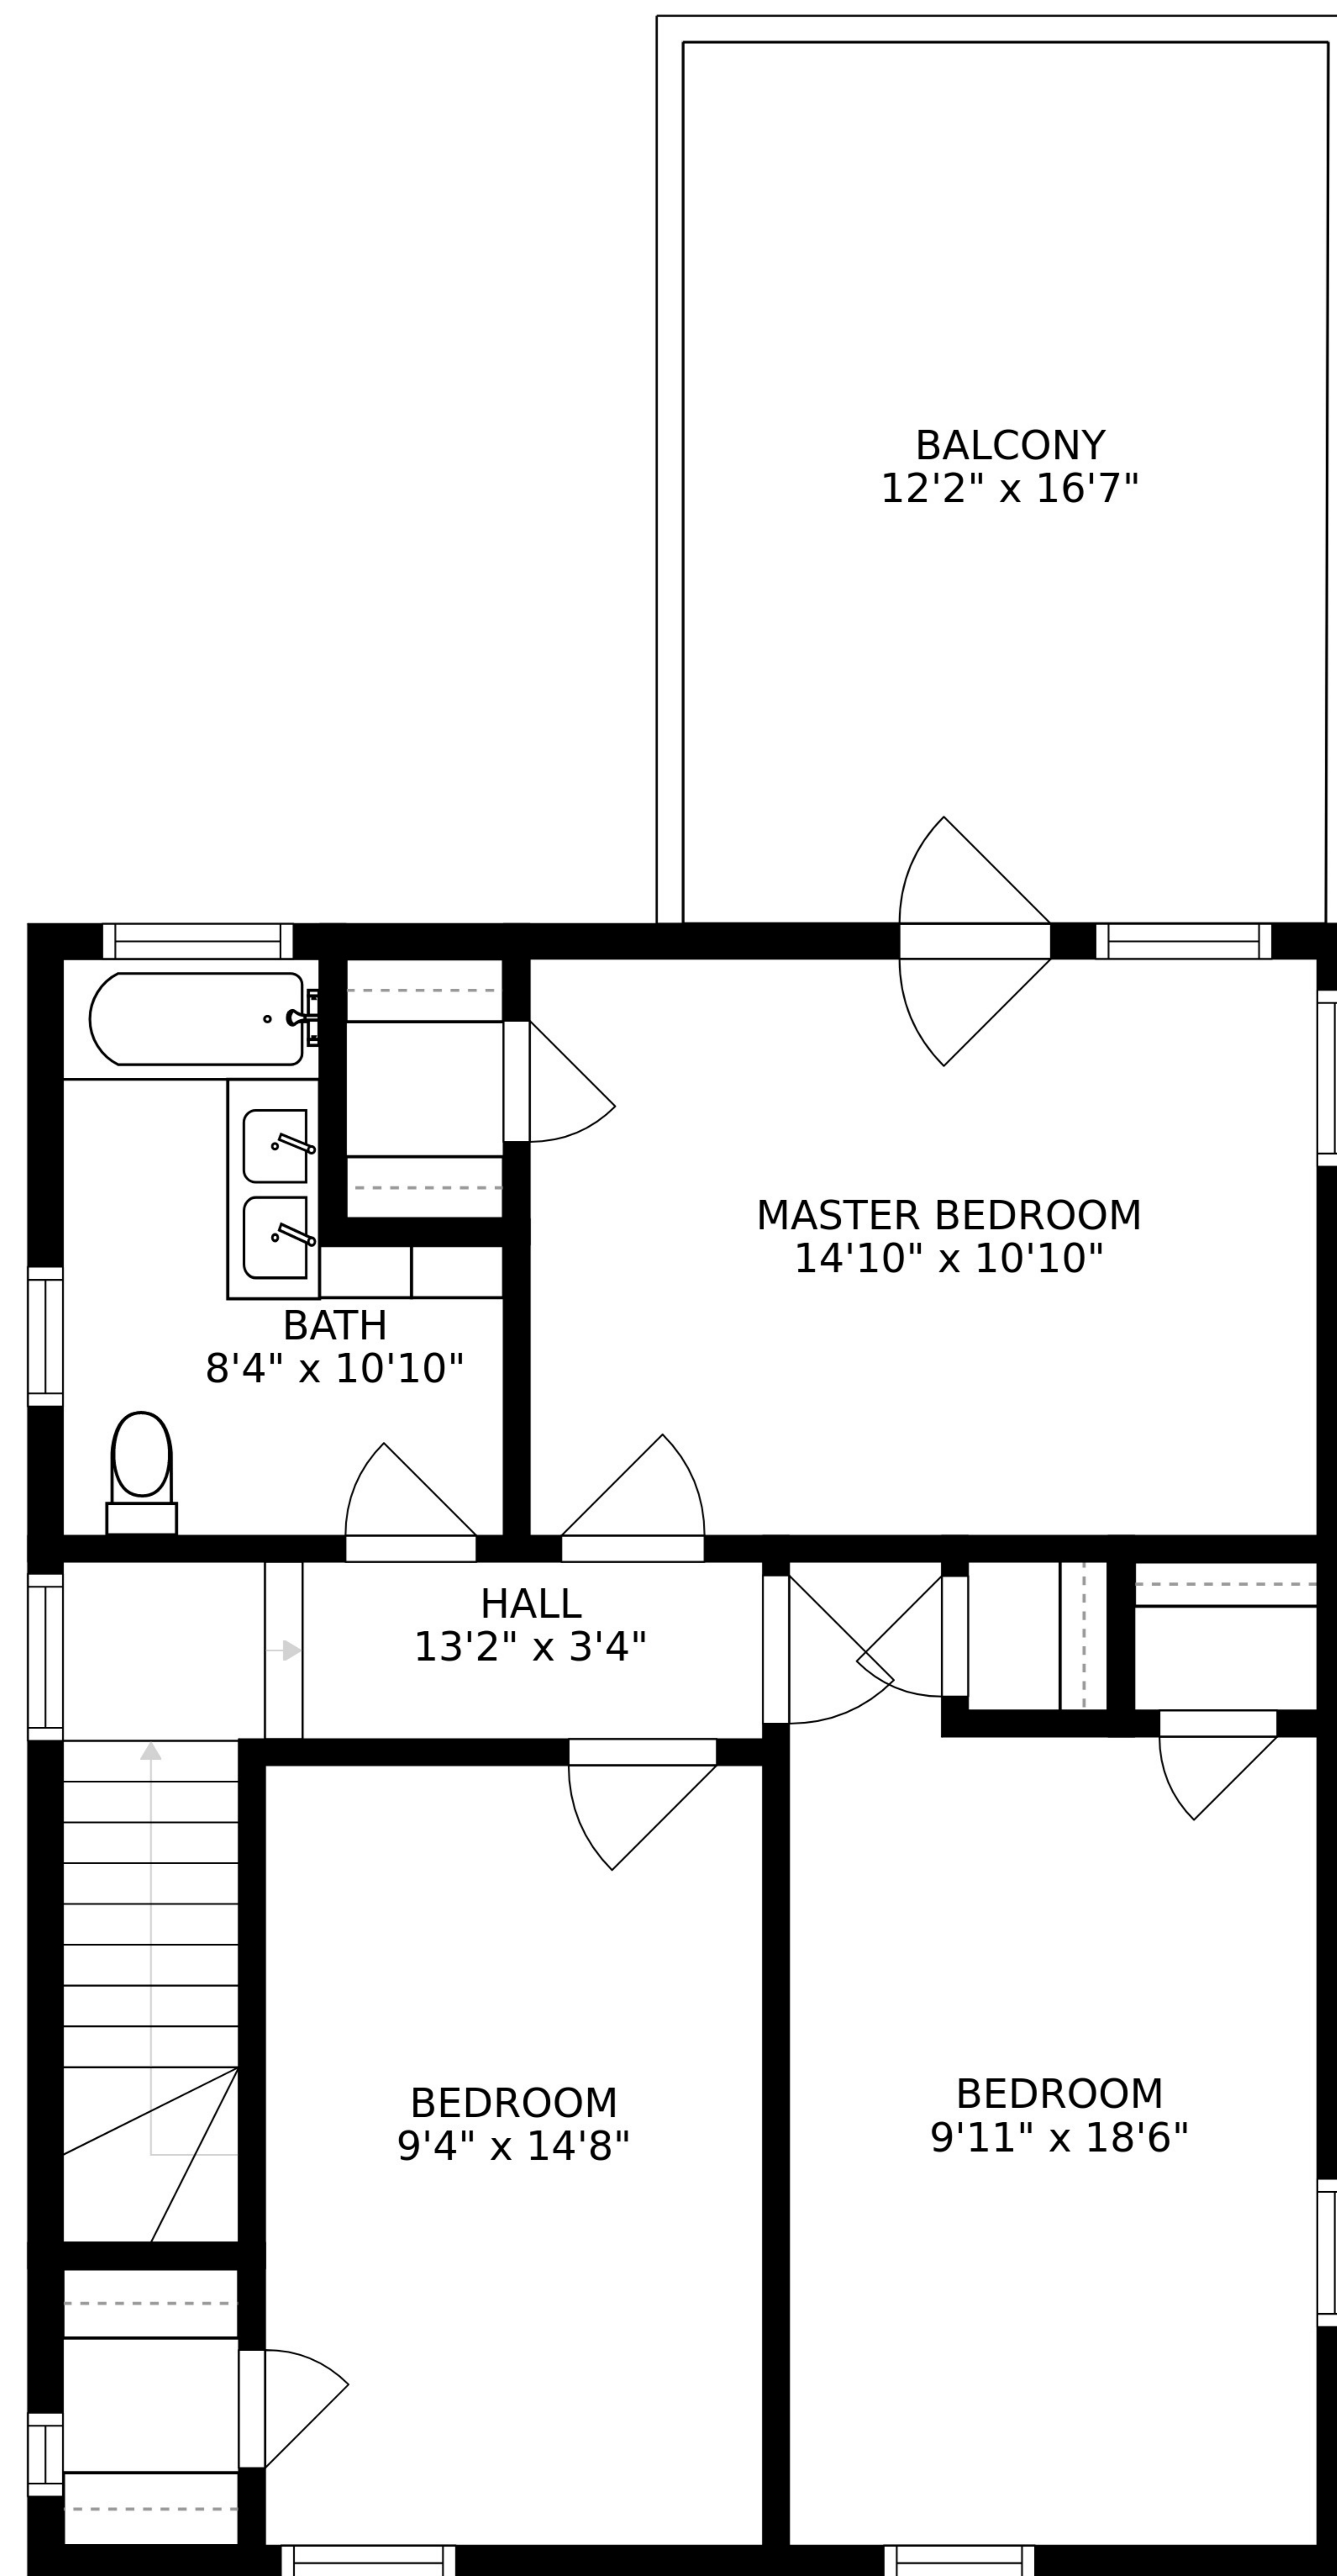 BALCONY
12'2" x 16'7"
MASTER BEDROOM
14'10" x 10'10"
BATH
8'4" x 10'10"
HALL
13'2" x 3'4"
BEDROOM
9'4" x 14'8"
BEDROOM
9'11" x 18'6"